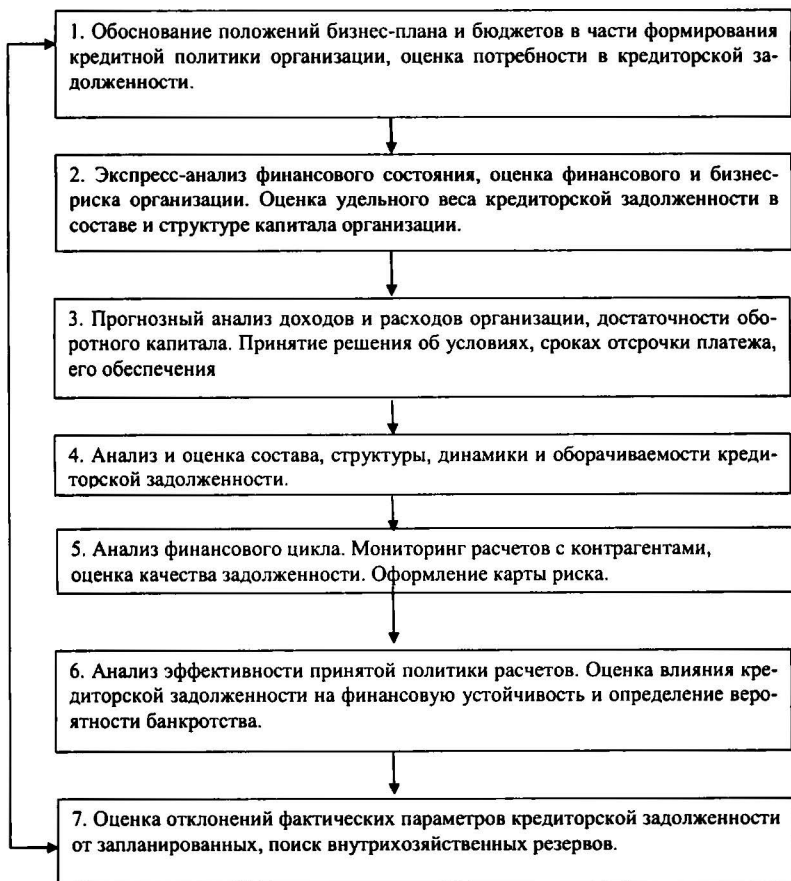 1. Обоснование положений бизнес-плана и бюджетов в части формирования
кредитной политики организации, оценка потребности в кредиторской за-
долженности.
2. Экспресс-анализ финансового состояния, оценка финансового и бизнес-
риска организации. Оценка удельного веса кредиторской задолженности в
составе и структуре капитала организации.
3. Прогнозный анализ доходов и расходов организации, достаточности обо-
ротного капитала. Принятие решения об условиях, сроках отсрочки платежа,
его обеспечения
4. Анализ и оценка состава, структуры, динамики и оборачиваемости креди-
торской задолженности.
5. Анализ финансового цикла. Мониторинг расчетов с контрагентами,
оценка качества задолженности. Оформление карты риска.
6. Анализ эффективности принятой политики расчетов. Оценка влияния кре-
диторской задолженности на финансовую устойчивость и определение веро-
ятности банкротства.
7. Оценка отклонений фактических параметров кредиторской задолженности
от запланированных, поиск внутрихозяйственных резервов.